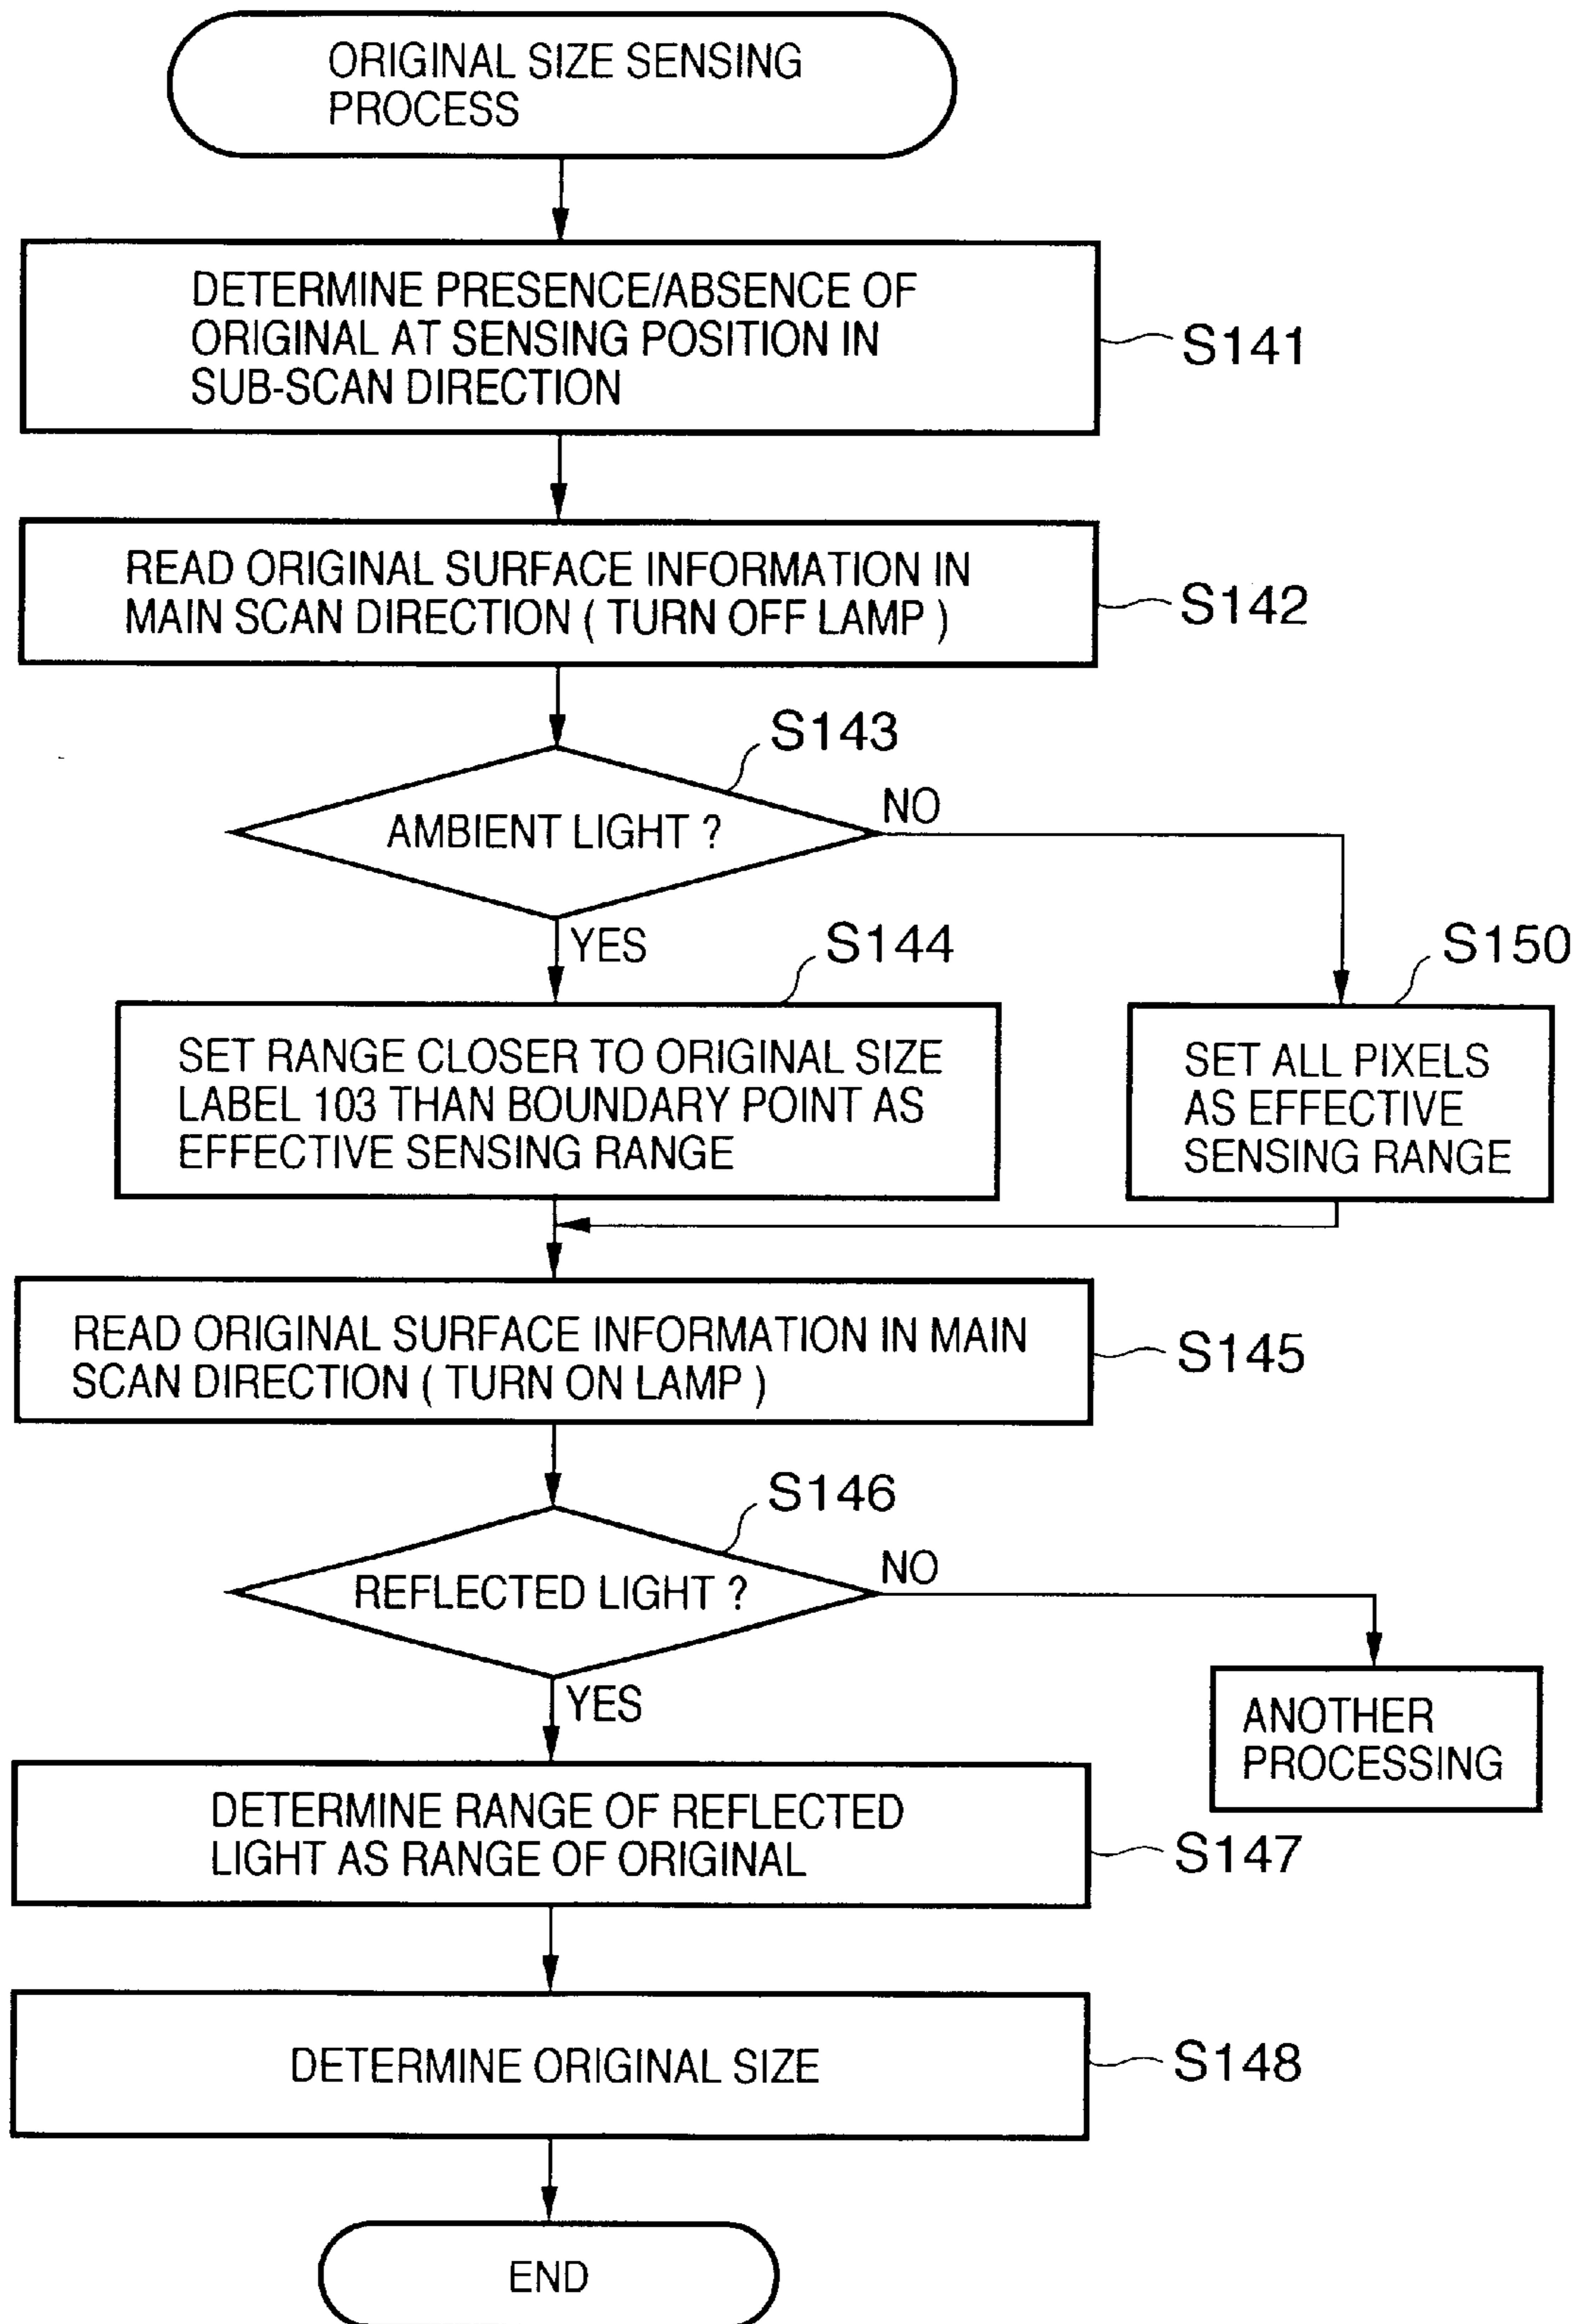 ORIGINAL SIZE SENSING
PROCESS
DETERMINE PRESENCE/ABSENCE OF
ORIGINAL AT SENSING POSITION IN
SUB-SCAN DIRECTION
S141
READ ORIGINAL SURFACE INFORMATION IN
MAIN SCAN DIRECTION ( TURN OFF LAMP )
S142
S143
AMBIENT LIGHT ?
NO
YES
S144
S150
SET RANGE CLOSER TO ORIGINAL SIZE
LABEL 103 THAN BOUNDARY POINT AS
EFFECTIVE SENSING RANGE
SET ALL PIXELS
AS EFFECTIVE
SENSING RANGE
READ ORIGINAL SURFACE INFORMATION IN MAIN
SCAN DIRECTION ( TURN ON LAMP )
S145
S146
REFLECTED LIGHT ?
NO
YES
ANOTHER
PROCESSING
DETERMINE RANGE OF REFLECTED
LIGHT AS RANGE OF ORIGINAL
S147
DETERMINE ORIGINAL SIZE
S148
END